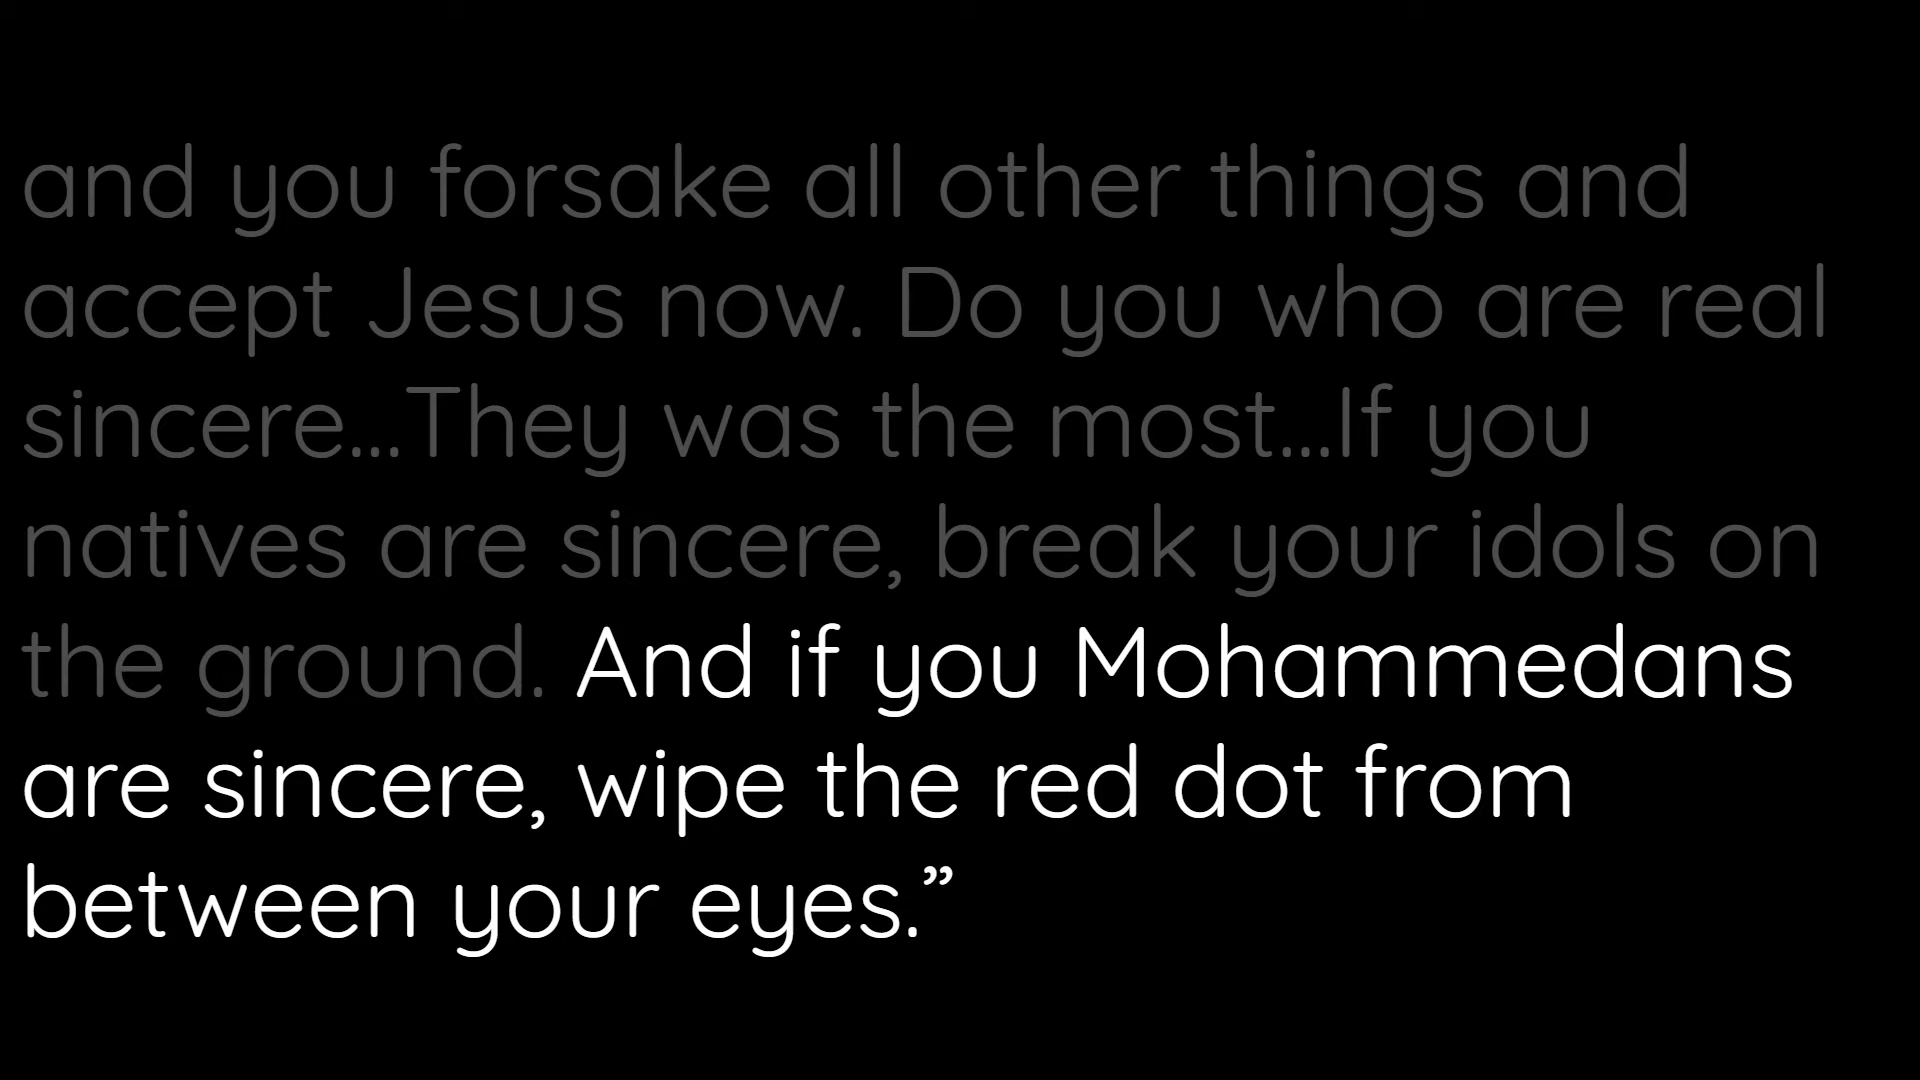 and you forsake all other things and
accept Jesus now. Do you who are real
sincere...They was the most...If you
natives are sincere, break your idols on
the ground. And if you Mohammedans
are sincere, wipe the red dot from
between your eyes.”